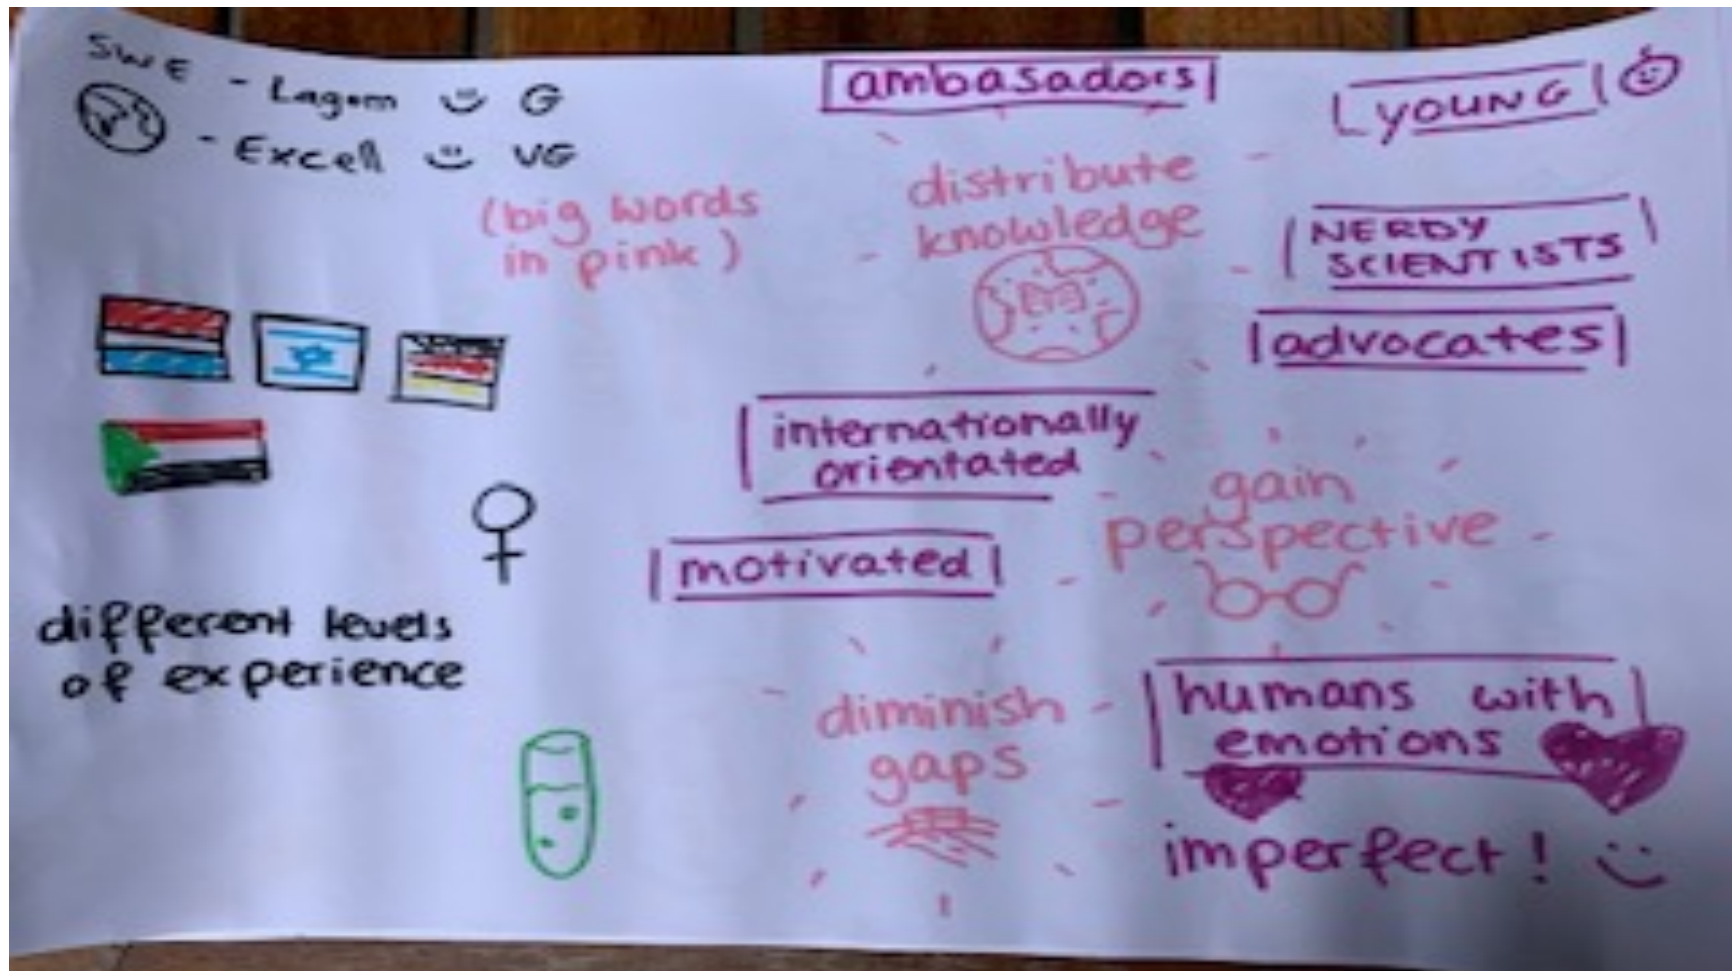 SWE - Lagom G
- Excell VG
(big words
in pink)
ambasadors
YOUNG
distribute
knowledge
NERDY
SCIENTISTS
advocates
internationally
orientated
gain
perspective
motivated
different levels
of experience
diminish
gaps
humans with
emotions
imperfect!